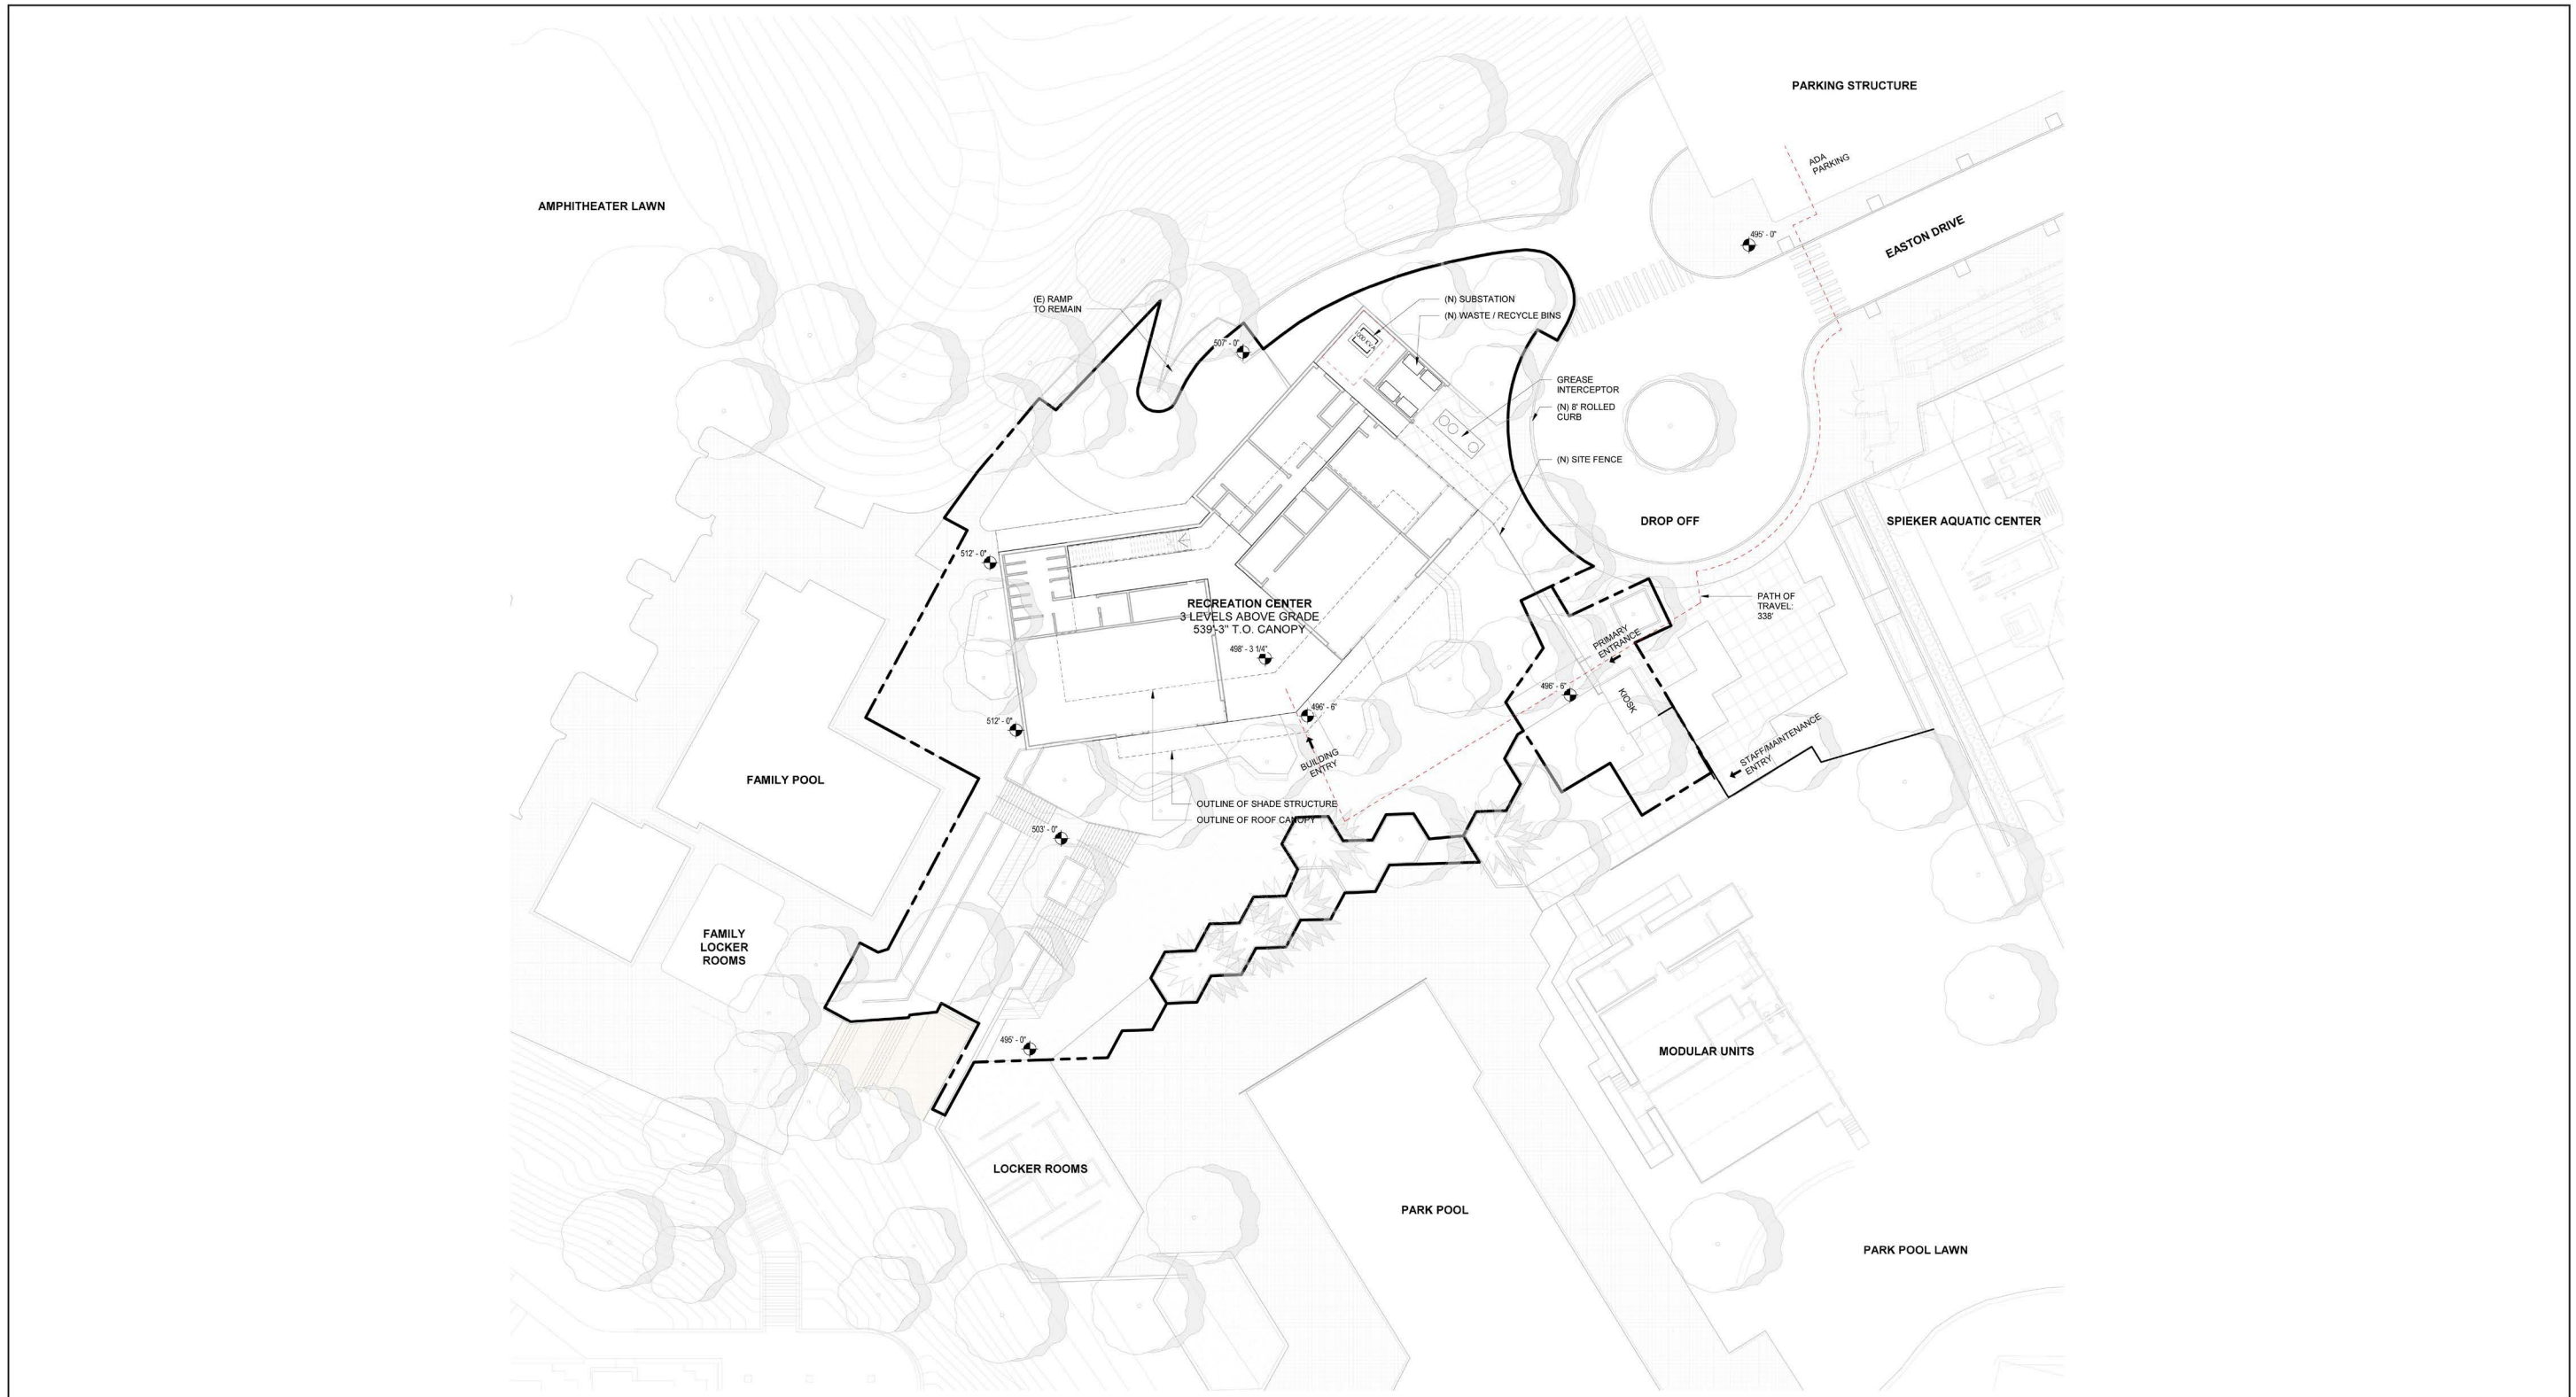 PARKING STRUCTURE
ADA
PARKING
AMPHITHEATER LAWN
EASTON DRIVE
495' - 0"
(E) RAMP
TO REMAIN
(N) SUBSTATION
(N) WASTE / RECYCLE BINS
507' - 0"
GREASE
INTERCEPTOR
(N) 8' ROLLED
CURB
(N) SITE FENCE
DROP OFF
SPIEKER AQUATIC CENTER
512' - 0"
RECREATION CENTER
3 LEVELS ABOVE GRADE
539'-3" T.O. CANOPY
PATH OF
TRAVEL:
338'
PRIMARY
ENTRANCE
498' - 3 1/4"
496' - 6"
KIOSK
496' - 6"
512' - 0"
STAFF/MAINTENANCE
ENTRY
BUILDING
ENTRY
FAMILY POOL
OUTLINE OF SHADE STRUCTURE
OUTLINE OF ROOF CANOPY
503' - 0"
FAMILY
LOCKER
ROOMS
495' - 0"
MODULAR UNITS
LOCKER ROOMS
PARK POOL
PARK POOL LAWN